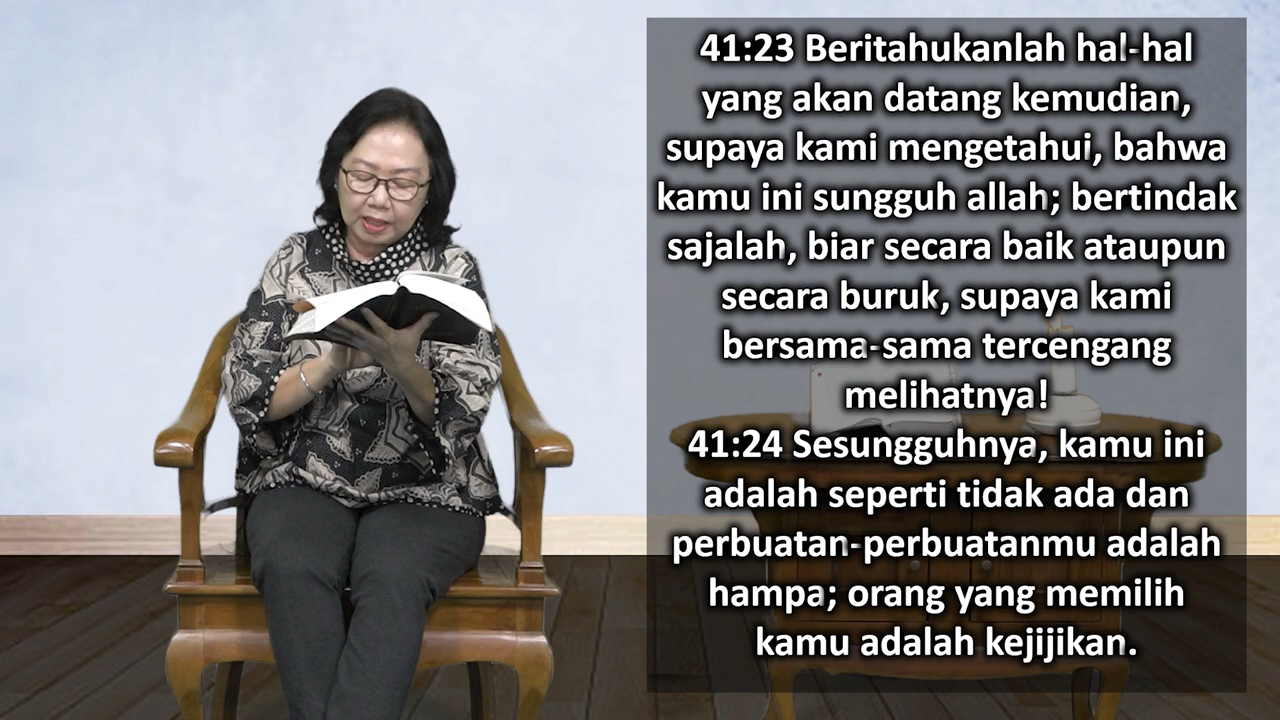 41:23 Beritahukanlah hal-hal
yang akan datang kemudian,
supaya kami mengetahui, bahwa
kamu ini sungguh allah; bertindak
sajalah, biar secara baik ataupun
secara buruk, supaya kami
bersama-sama tercengang
melihatnya!
41:24 Sesungguhnya, kamu ini
adalah seperti tidak ada dan
perbuatan-perbuatanmu adalah
hampa; orang yang memilih
kamu adalah kejijikan.